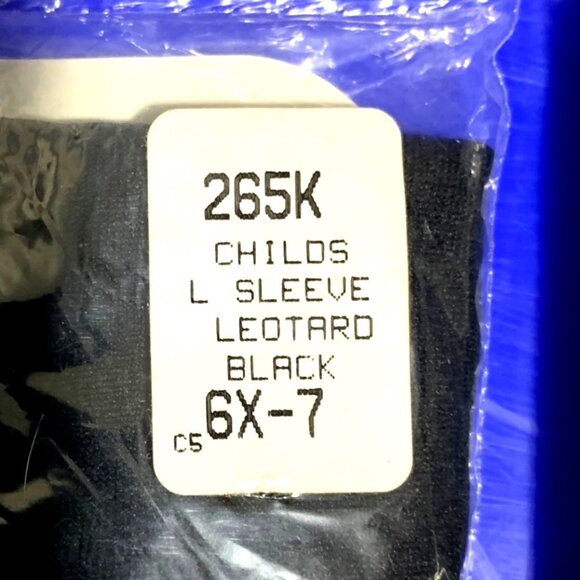 265K
CHILDS
L SLEEVE
LEOTARD
BLACK
C5 6X-7